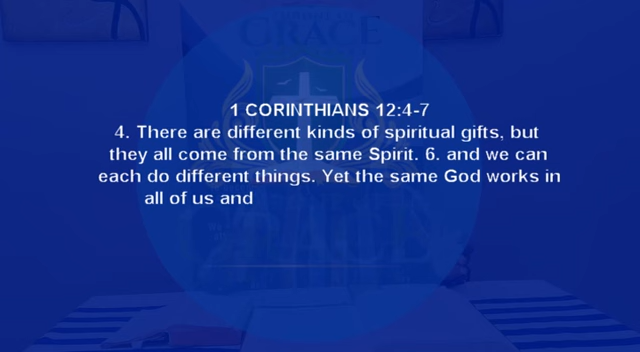 GRACE
1 CORINTHIANS 12:4-7
4. There are different kinds of spiritual gifts, but
they all come from the same Spirit. 6. and we can
each do different things. Yet the same God works in
all of us and